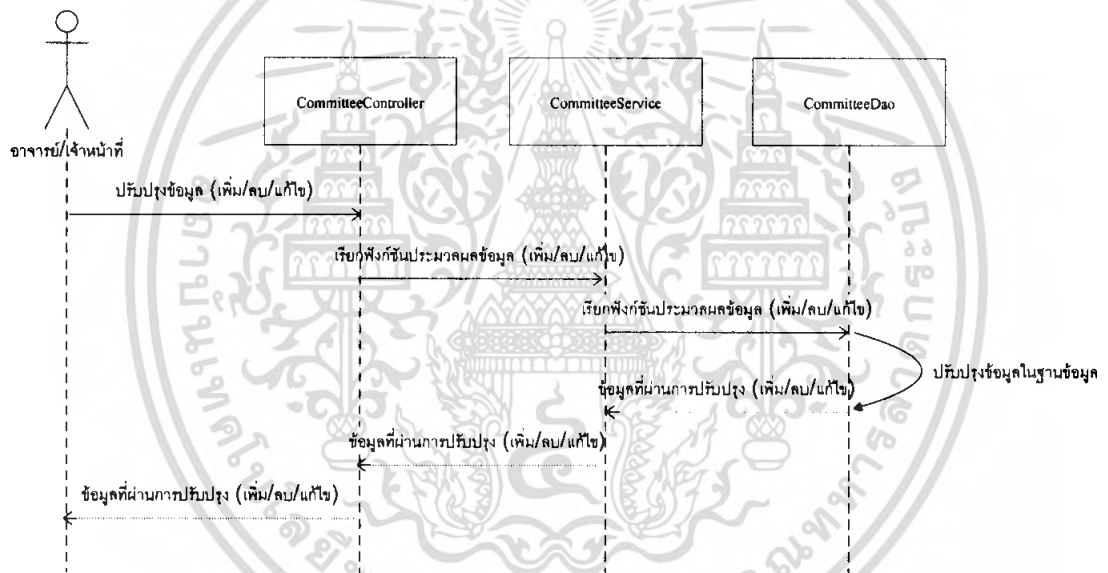 CommitteeController
CommitteeService
CommitteeDao
อาจารย์/เจ้าหน้าที่
ปรับปรุงข้อมูล (เพิ่ม/ลบ/แก้ไข)
เรียกฟังก์ชันประมวลผลข้อมูล (เพิ่ม/ลบ/แก้ไข)
เรียกฟังก์ชันประมวลผลข้อมูล (เพิ่ม/ลบ/แก้ไข)
ปรับปรุงข้อมูลในฐานข้อมูล
ข้อมูลที่ผ่านการปรับปรุง (เพิ่ม/ลบ/แก้ไข)
ข้อมูลที่ผ่านการปรับปรุง (เพิ่ม/ลบ/แก้ไข)
ข้อมูลที่ผ่านการปรับปรุง (เพิ่ม/ลบ/แก้ไข)